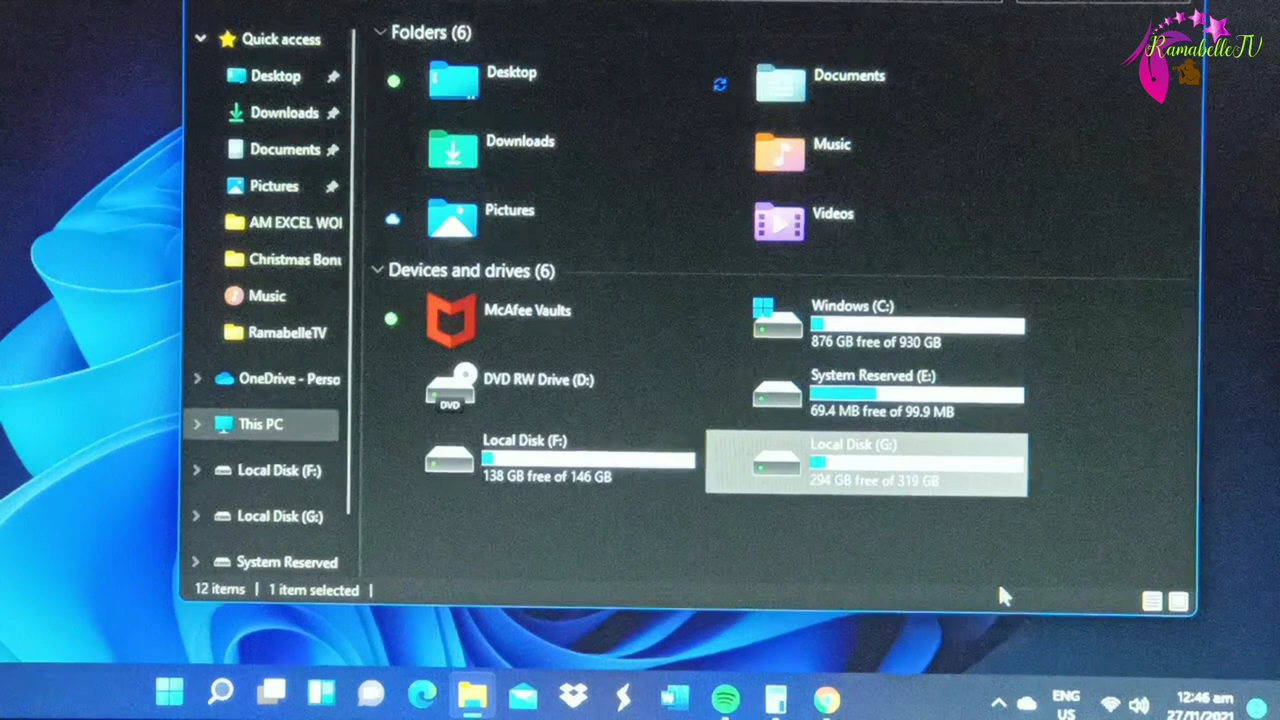 RamabelleTV
Quick access
Desktop
Downloads
Documents
Pictures
AM EXCEL WO
Christmas Bon
Music
RamabelleTV
OneDrive - Perso
This PC
Local Disk (F:)
Local Disk (G:)
System Reserved
Folders (6)
Desktop
Documents
Downloads
Music
Pictures
Videos
Devices and drives (6)
McAfee Vaults
Windows (C:)
876 GB free of 930 GB
DVD RW Drive (D:)
DVD
System Reserved (E:)
69.4 MB free of 99.9 MB
Local Disk (F:)
138 GB free of 146 GB
Local Disk (G:)
294 GB free of 319 GB
12 items | 1 item selected |
ENG
US
12:46 am
27/11/2021